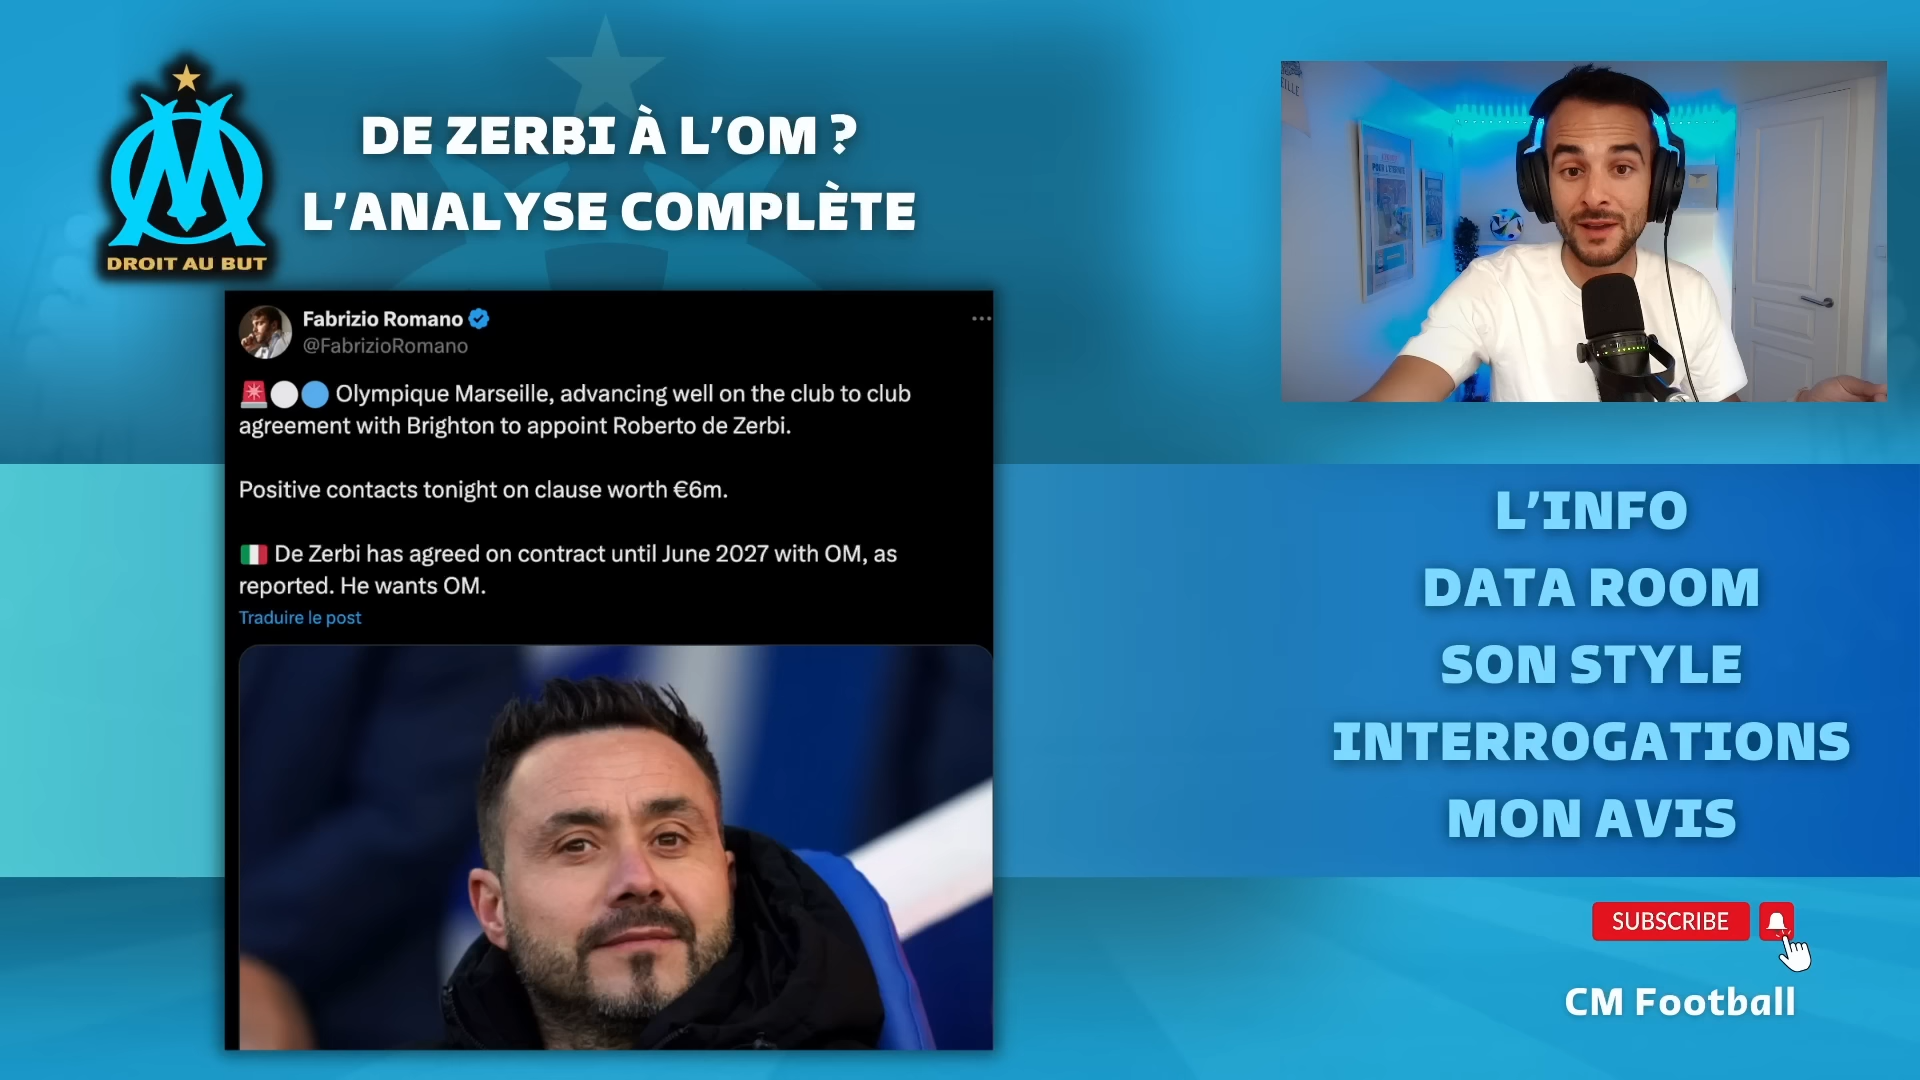 DE ZERBI À L'OM ?
L'ANALYSE COMPLÈTE
DROIT AU BUT
Fabrizio Romano
@FabrizioRomano
Olympique Marseille, advancing well on the club to club
agreement with Brighton to appoint Roberto de Zerbi.
Positive contacts tonight on clause worth €6m.
De Zerbi has agreed on contract until June 2027 with OM, as
reported. He wants OM.
Traduire le post
L'INFO
DATA ROOM
SON STYLE
INTERROGATIONS
MON AVIS
SUBSCRIBE
CM Football